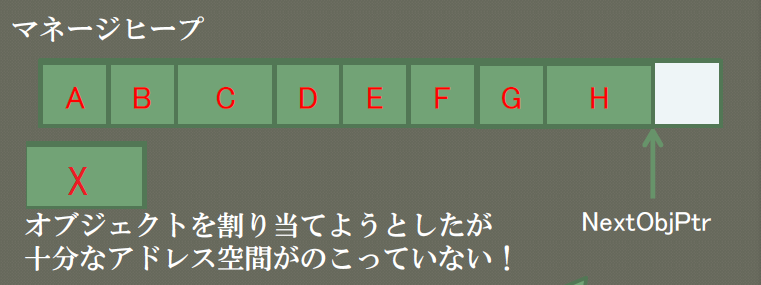 マネージヒープ
A B C D E F G H
X
オブジェクトを割り当てようとしたが
十分なアドレス空間がのこっていない！
NextObjPtr